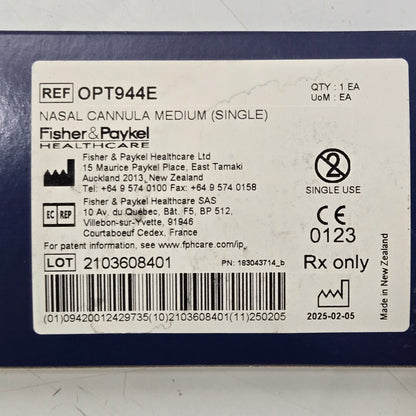 REF OPT944E
QTY : 1 EA
UoM : EA
NASAL CANNULA MEDIUM (SINGLE)
Fisher & Paykel
HEALTHCARE
Fisher & Paykel Healthcare Ltd
15 Maurice Paykel Place, East Tamaki
Auckland 2013, New Zealand
Tel: +64 9 574 0100 Fax: +64 9 574 0158
2
SINGLE USE
EC REP
Fisher & Paykel Healthcare SAS
10 Av. du Québec, Bât. F5, BP 512,
Villebon-sur-Yvette, 91946
Courtaboeuf Cedex, France
CE
0123
For patent information, see www.fphcare.com/ip
LOT 2103608401
PN: 183043714_b
Rx only
2025-02-05
Made in New Zealand
(01)09420012429735(10)2103608401(11)250205